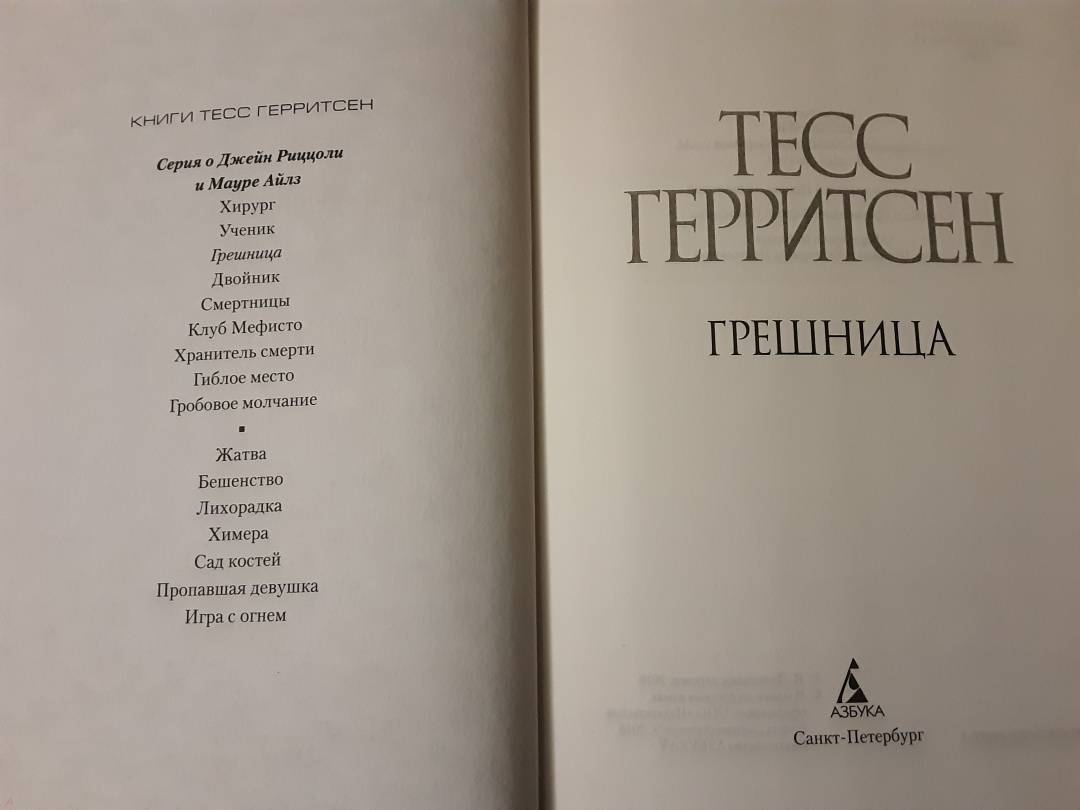 КНИГИ ТЕСС ГЕРРИТСЕН
Серия о Джейн Риццоли
и Мауре Айлз
Хирург
Ученик
Грешница
Двойник
Смертницы
Клуб Мефисто
Хранитель смерти
Гиблое место
Гробовое молчание
Жатва
Бешенство
Лихорадка
Химера
Сад костей
Пропавшая девушка
Игра с огнем
ТЕСС
ГЕРРИТСЕН
ГРЕШНИЦА
АЗБУКА
Санкт-Петербург